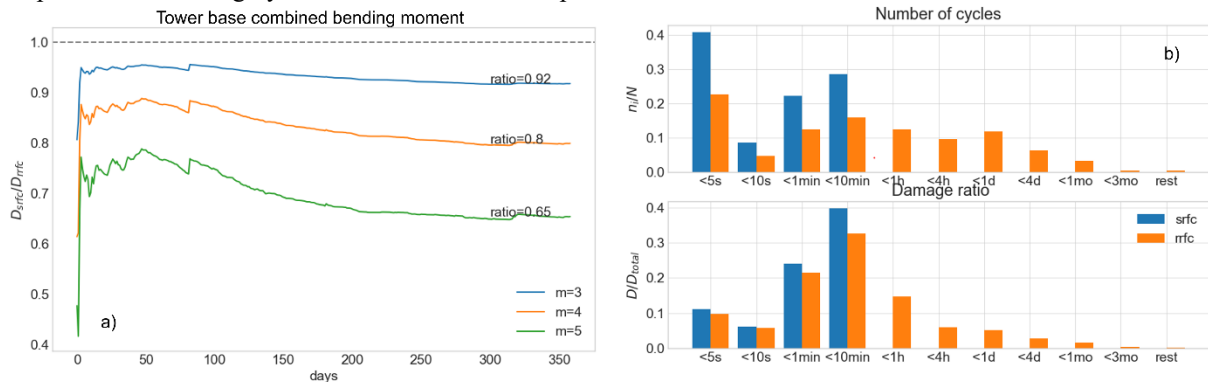 Tower base combined bending moment
1.0
0.9
0.8
0.7
0.6
0.5
0.4
D_srfc/D_rrfc
ratio=0.92
ratio=0.8
ratio=0.65
m=3
m=4
m=5
a)
0 50 100 150 200 250 300 350
days
Number of cycles
b)
0.4
0.3
0.2
0.1
0.0
n_i/N
<5s <10s <1min <10min <1h <4h <1d <4d <1mo <3mo rest
Damage ratio
0.4
0.3
0.2
0.1
0.0
D/D_total
srfc
rrfc
<5s <10s <1min <10min <1h <4h <1d <4d <1mo <3mo rest